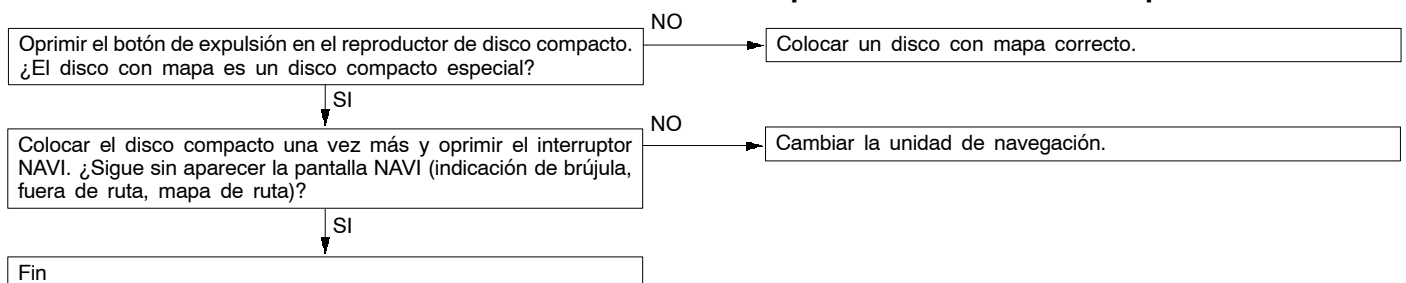 NO
Oprimir el botón de expulsión en el reproductor de disco compacto.
¿El disco con mapa es un disco compacto especial?
Colocar un disco con mapa correcto.
SI
NO
Colocar el disco compacto una vez más y oprimir el interruptor
NAVI. ¿Sigue sin aparecer la pantalla NAVI (indicación de brújula,
fuera de ruta, mapa de ruta)?
Cambiar la unidad de navegación.
SI
Fin